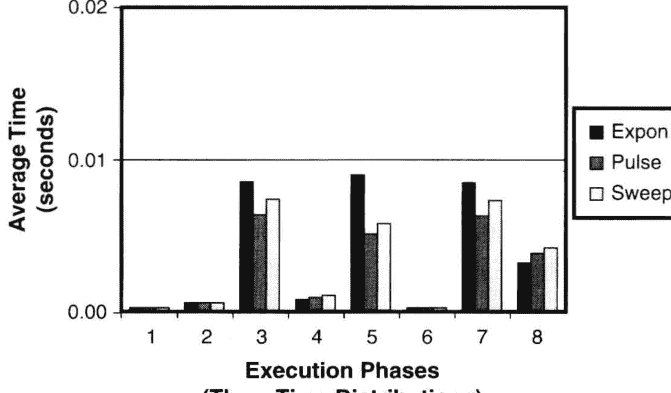 0.02
0.01
0.00
Average Time
(seconds)
1 2 3 4 5 6 7 8
Execution Phases
Expon
Pulse
Sweep